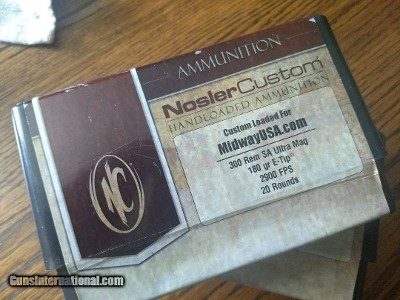 AMMUNITION
NoslerCustom
HANDLOADED AMMUNITION
Custom Loaded For
MidwayUSA.com
300 Rem SA Ultra Mag
180 gr E-Tip
2900 FPS
20 Rounds
NC
GunsInternational.com